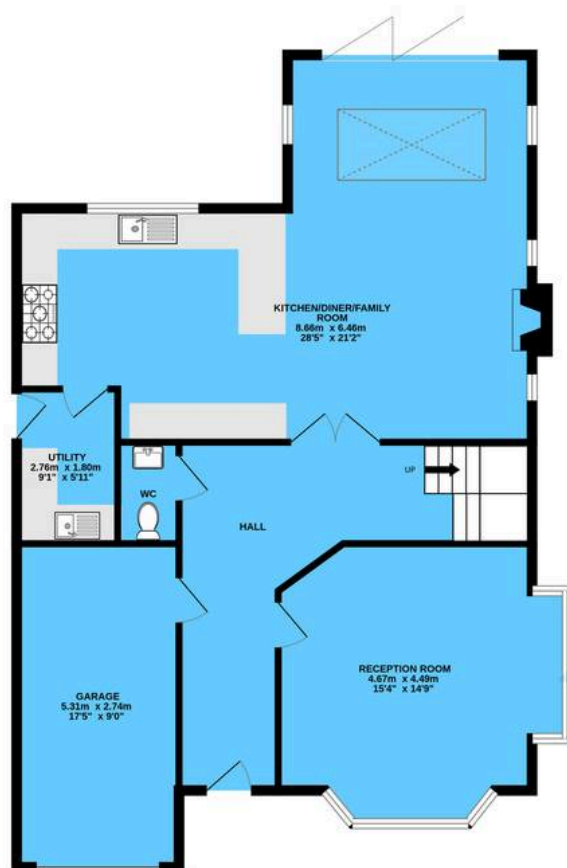 KITCHEN/DINER/FAMILY
ROOM
8.66m x 6.46m
28'5" x 21'2"
UTILITY
2.76m x 1.80m
9'1" x 5'11"
WC
UP
HALL
RECEPTION ROOM
4.67m x 4.49m
15'4" x 14'9"
GARAGE
5.31m x 2.74m
17'5" x 9'0"